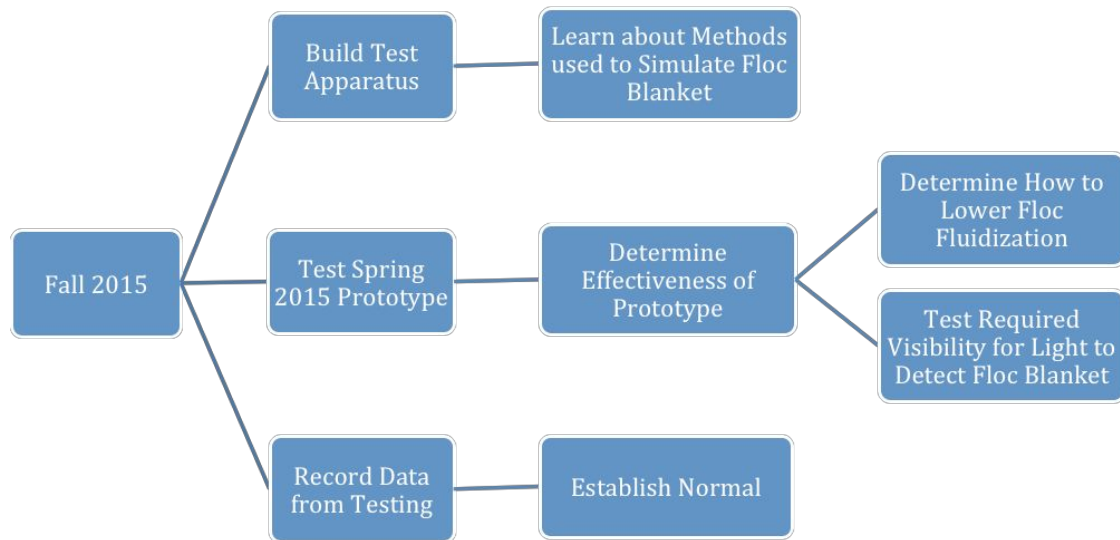 Fall 2015
Build Test
Apparatus
Learn about Methods
used to Simulate Floc
Blanket
Test Spring
2015 Prototype
Determine
Effectiveness of
Prototype
Determine How to
Lower Floc
Fluidization
Test Required
Visibility for Light to
Detect Floc Blanket
Record Data
from Testing
Establish Normal